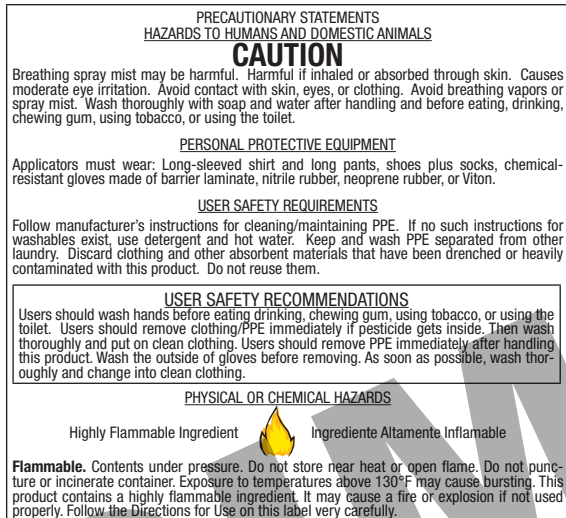 PRECAUTIONARY STATEMENTS
HAZARDS TO HUMANS AND DOMESTIC ANIMALS
CAUTION
Breathing spray mist may be harmful. Harmful if inhaled or absorbed through skin. Causes
moderate eye irritation. Avoid contact with skin, eyes, or clothing. Avoid breathing vapors or
spray mist. Wash thoroughly with soap and water after handling and before eating, drinking,
chewing gum, using tobacco, or using the toilet.
PERSONAL PROTECTIVE EQUIPMENT
Applicators must wear: Long-sleeved shirt and long pants, shoes plus socks, chemical-
resistant gloves made of barrier laminate, nitrile rubber, neoprene rubber, or Viton.
USER SAFETY REQUIREMENTS
Follow manufacturer's instructions for cleaning/maintaining PPE. If no such instructions for
washables exist, use detergent and hot water. Keep and wash PPE separated from other
laundry. Discard clothing and other absorbent materials that have been drenched or heavily
contaminated with this product. Do not reuse them.
USER SAFETY RECOMMENDATIONS
Users should wash hands before eating drinking, chewing gum, using tobacco, or using the
toilet. Users should remove clothing/PPE immediately if pesticide gets inside. Then wash
thoroughly and put on clean clothing. Users should remove PPE immediately after handling
this product. Wash the outside of gloves before removing. As soon as possible, wash thor-
oughly and change into clean clothing.
PHYSICAL OR CHEMICAL HAZARDS
Highly Flammable Ingredient Ingrediente Altamente Inflamable
Flammable. Contents under pressure. Do not store near heat or open flame. Do not punc-
ture or incinerate container. Exposure to temperatures above 130°F may cause bursting. This
product contains a highly flammable ingredient. It may cause a fire or explosion if not used
properly. Follow the Directions for Use on this label very carefully.